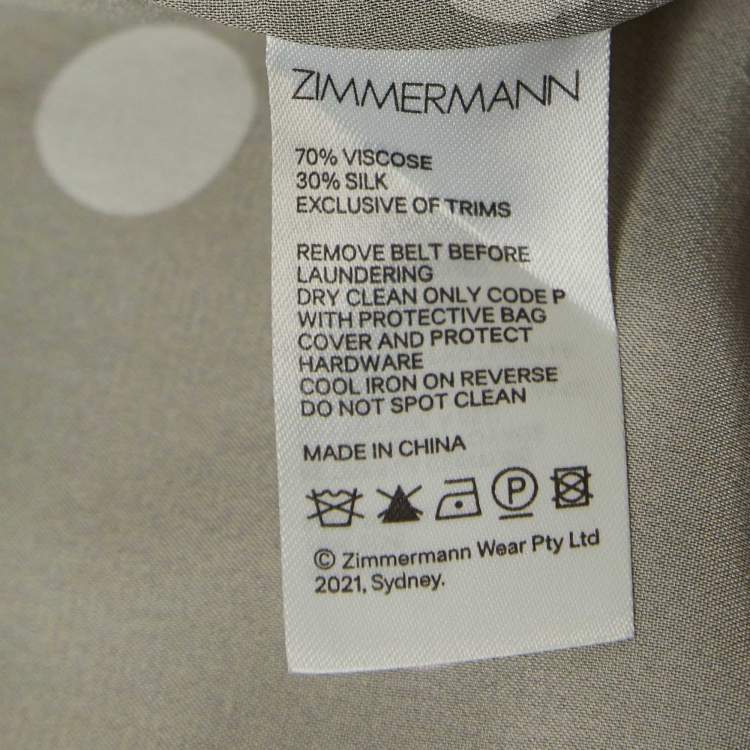 ZIMMERMANN
70% VISCOSE
30% SILK
EXCLUSIVE OF TRIMS
REMOVE BELT BEFORE
LAUNDERING
DRY CLEAN ONLY CODE P
WITH PROTECTIVE BAG
COVER AND PROTECT
HARDWARE
COOL IRON ON REVERSE
DO NOT SPOT CLEAN
MADE IN CHINA
P
© Zimmermann Wear Pty Ltd
2021, Sydney.